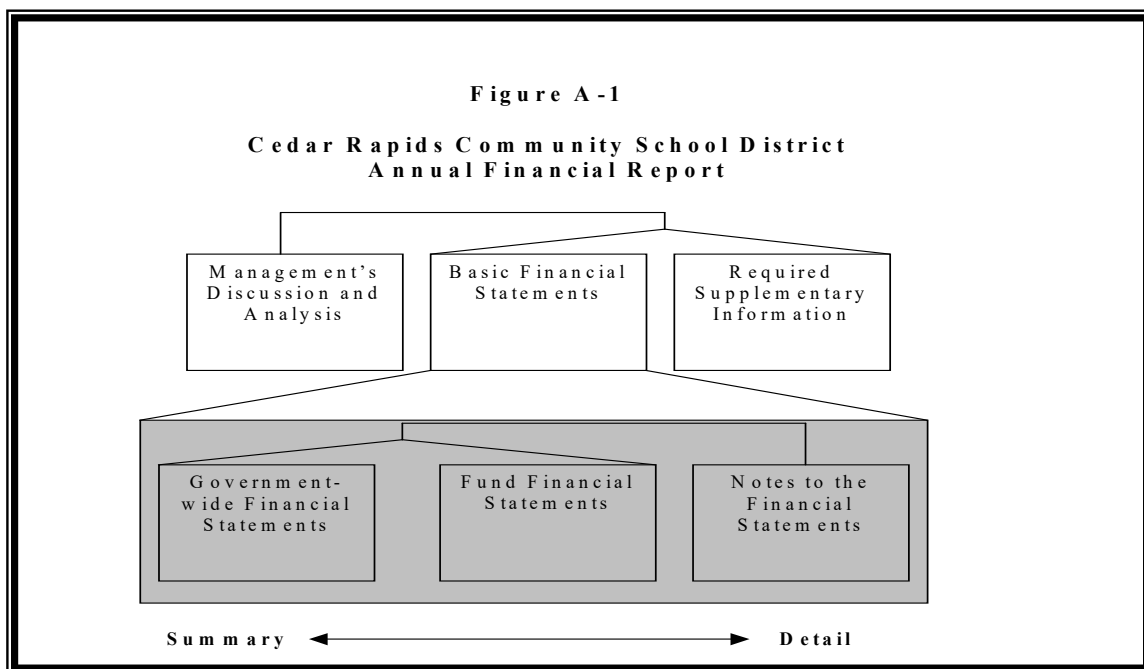 Figure A-1
Cedar Rapids Community School District
Annual Financial Report
Management's
Discussion and
Analysis
Basic Financial
Statements
Required
Supplementary
Information
Government-
wide Financial
Statements
Fund Financial
Statements
Notes to the
Financial
Statements
Summary
Detail